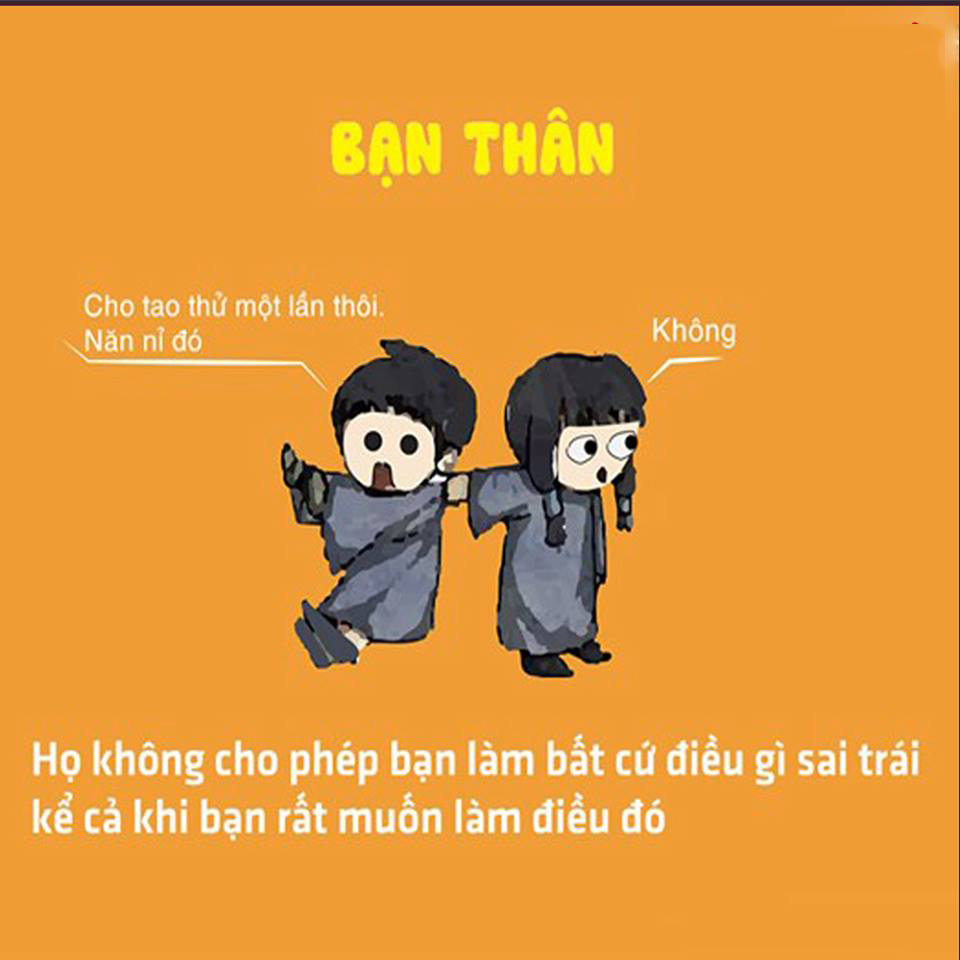 BẠN THÂN
Cho tao thử một lần thôi.
Năn nỉ đó
Không
Họ không cho phép bạn làm bất cứ điều gì sai trái
kể cả khi bạn rất muốn làm điều đó